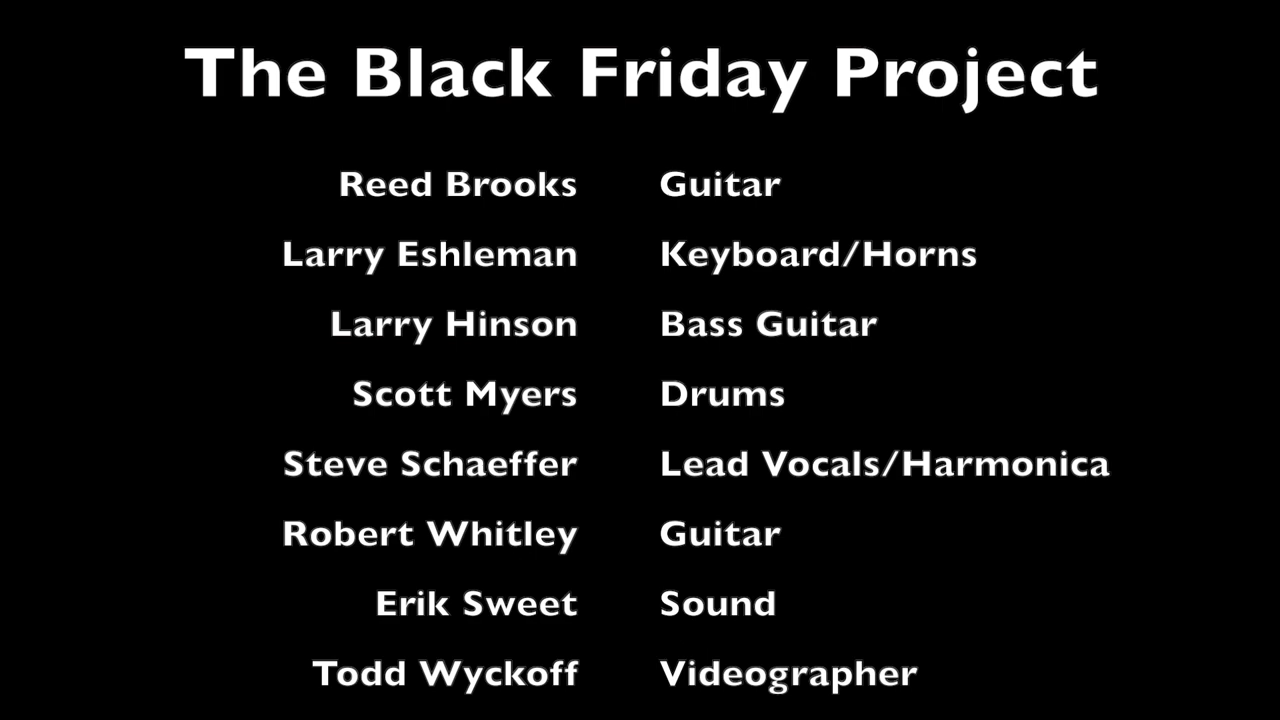 The Black Friday Project
Reed Brooks Guitar
Larry Eshleman Keyboard/Horns
Larry Hinson Bass Guitar
Scott Myers Drums
Steve Schaeffer Lead Vocals/Harmonica
Robert Whitley Guitar
Erik Sweet Sound
Todd Wyckoff Videographer